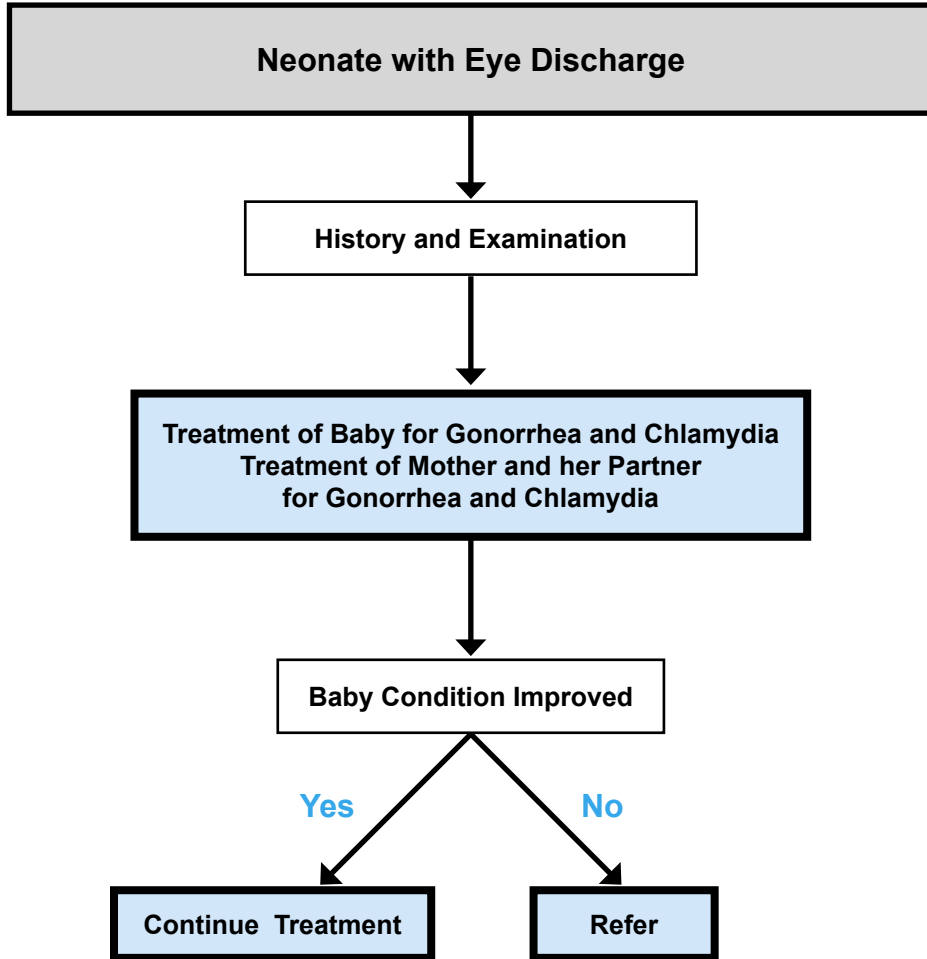 Neonate with Eye Discharge
History and Examination
Treatment of Baby for Gonorrhea and Chlamydia
Treatment of Mother and her Partner
for Gonorrhea and Chlamydia
Baby Condition Improved
Yes
No
Continue Treatment
Refer